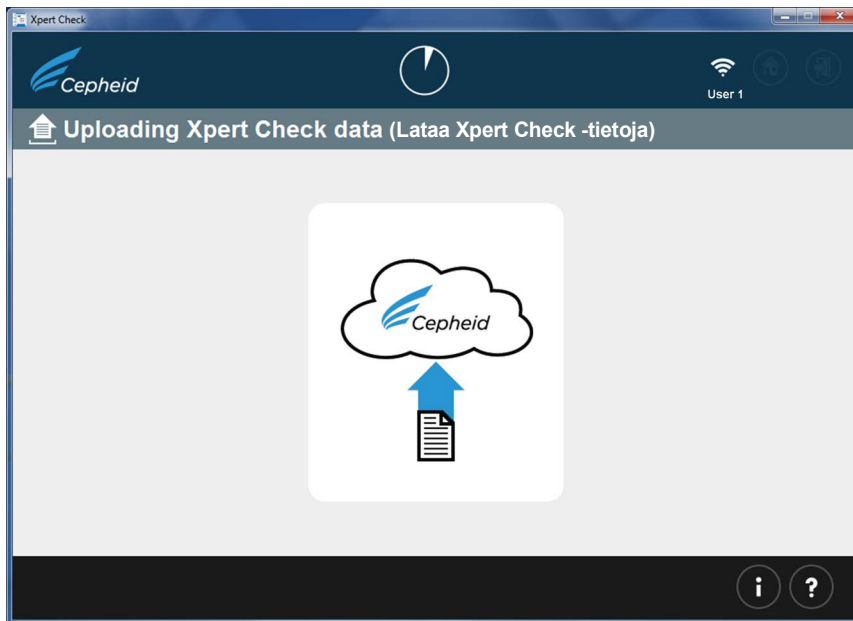 Xpert Check
Cepheid
User 1
Uploading Xpert Check data (Lataa Xpert Check -tietoja)
Cepheid
i ?